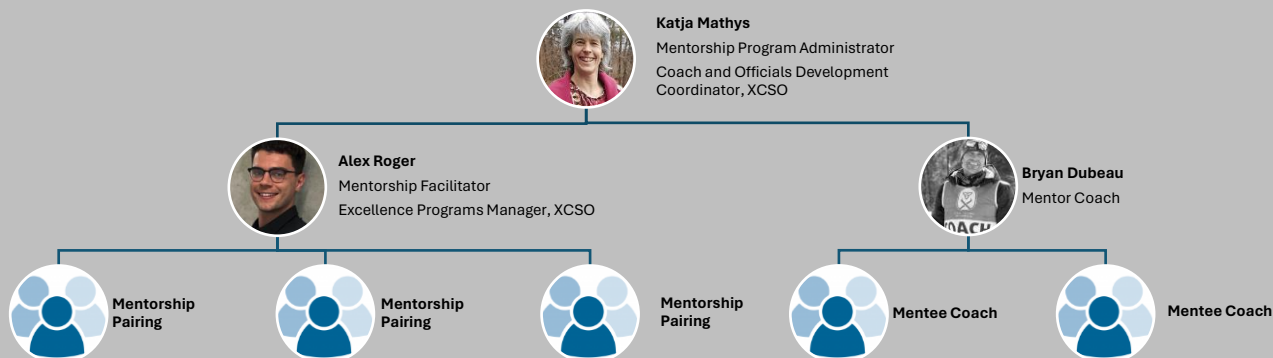 Katja Mathys
Mentorship Program Administrator
Coach and Officials Development
Coordinator, XCSO
Alex Roger
Mentorship Facilitator
Excellence Programs Manager, XCSO
Bryan Dubeau
Mentor Coach
OACH
Mentorship
Pairing
Mentorship
Pairing
Mentorship
Pairing
Mentee Coach
Mentee Coach